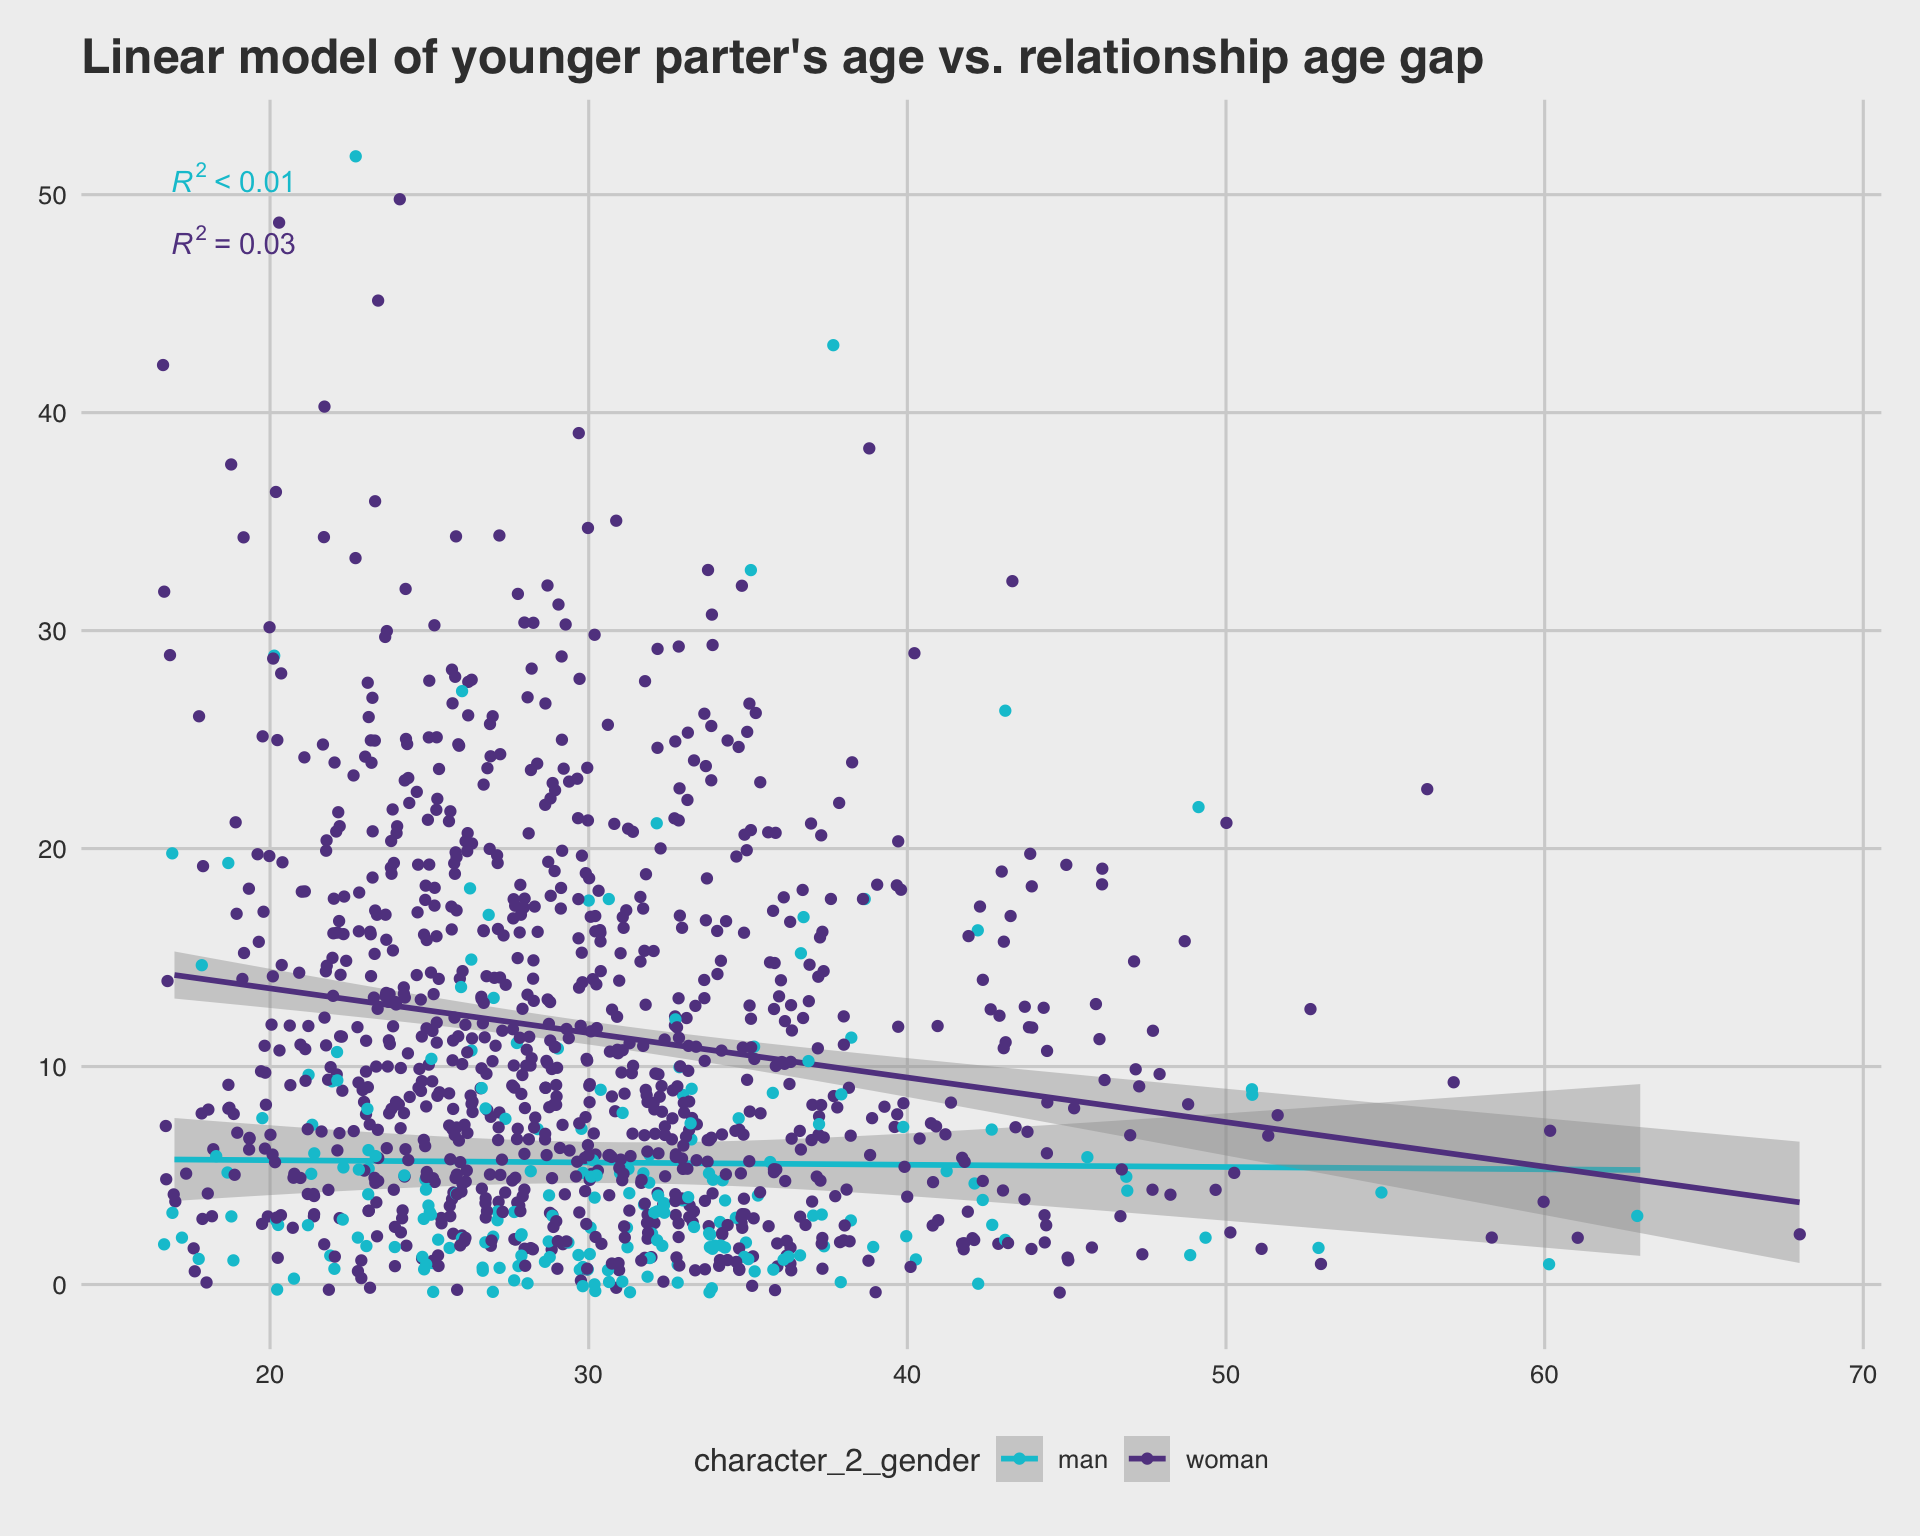 Linear model of younger parter's age vs. relationship age gap
R² < 0.01
R² = 0.03
50
40
30
20
10
0
20 30 40 50 60 70
character_2_gender man woman